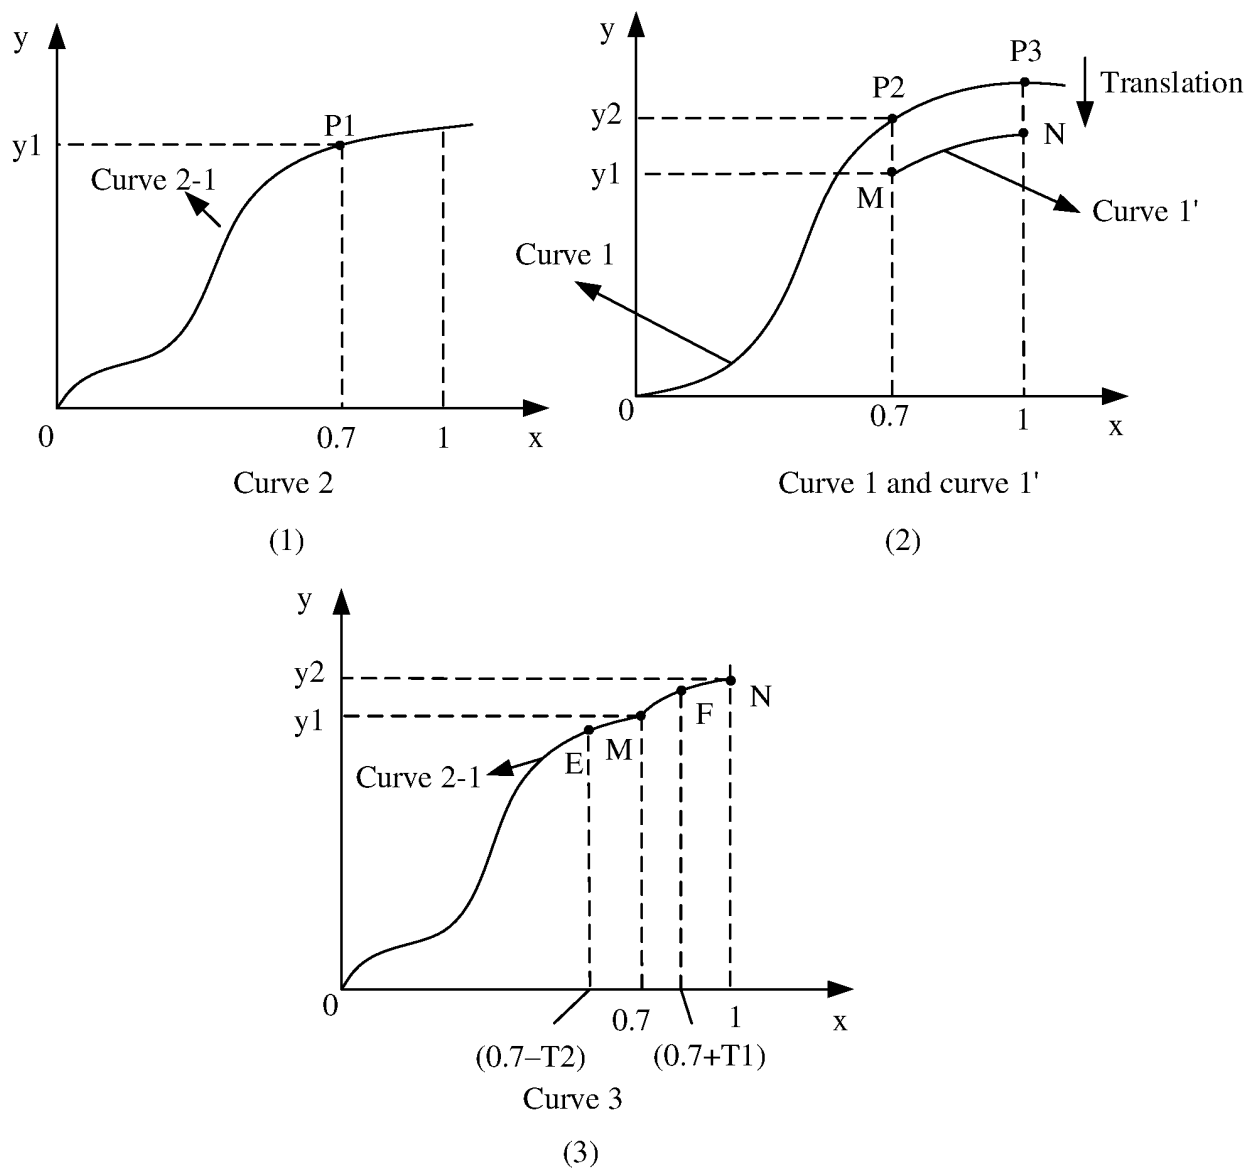 y
P1
y1
Curve 2-1
0
0.7
1
x
Curve 2
(1)
y
P3
Translation
P2
y2
N
y1
M
Curve 1'
Curve 1
0
0.7
1
x
Curve 1 and curve 1'
(2)
y
y2
N
y1
F
M
E
Curve 2-1
0
0.7
1
x
(0.7–T2)
(0.7+T1)
Curve 3
(3)